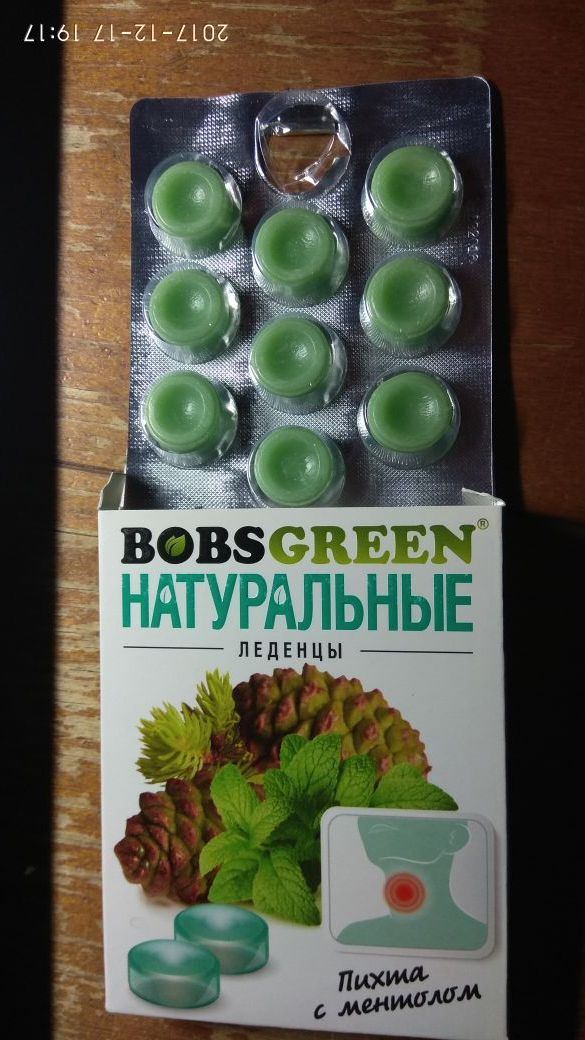 2017-12-17 19:17
BOBSGREEN®
НАТУРАЛЬНЫЕ
ЛЕДЕНЦЫ
Пихта
с ментолом